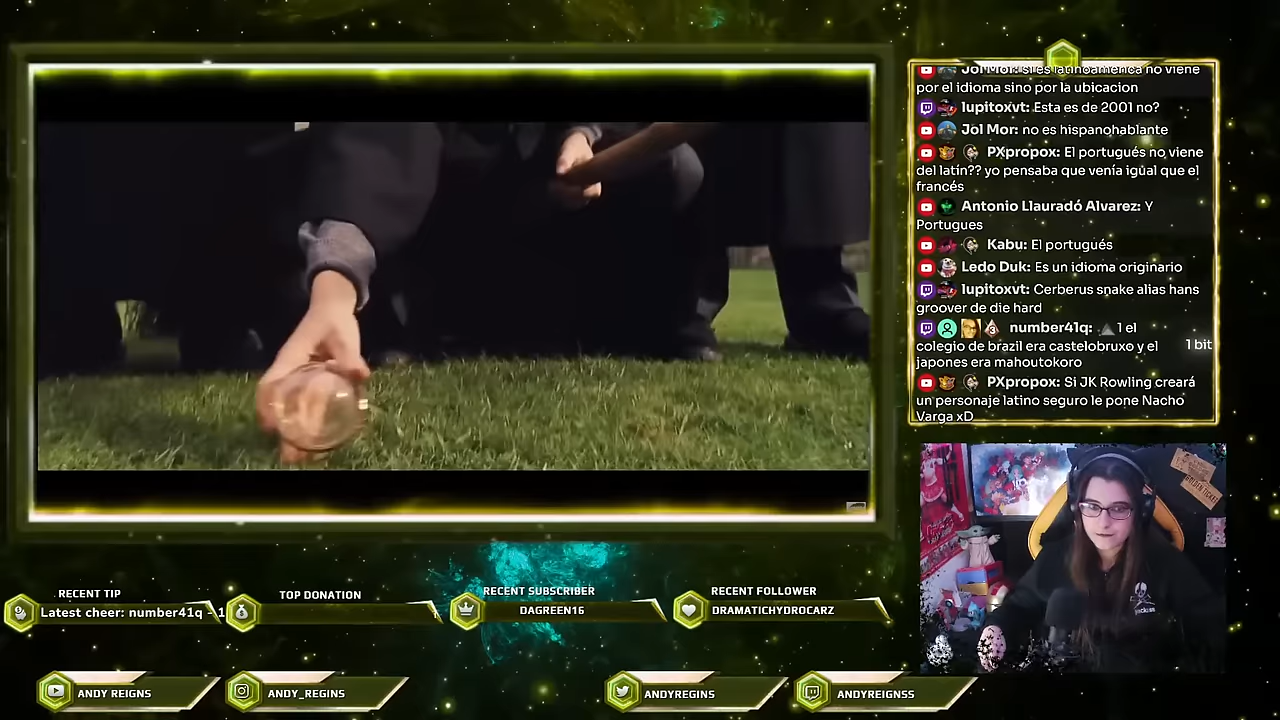 Jol Mor: si es latinoamerica no viene
por el idioma sino por la ubicacion
lupitoxvt: Esta es de 2001 no?
Jol Mor: no es hispanohablante
PXpropox: El portugués no viene
del latín?? yo pensaba que venía igual que el
francés
Antonio Llauradó Alvarez: Y
Portugues
Kabu: El portugués
Ledo Duk: Es un idioma originario
lupitoxvt: Cerberus snake alias hans
groover de die hard
number41q: 1 el
colegio de brazil era castelobruxo y el
japones era mahoutokoro
1 bit
PXpropox: Si JK Rowling creará
un personaje latino seguro le pone Nacho
Varga xD
RECENT TIP
Latest cheer: number41q - 1
TOP DONATION
RECENT SUBSCRIBER
DAGREEN16
RECENT FOLLOWER
DRAMATICHYDROCARZ
ANDY REIGNS
ANDY_REGINS
ANDYREGINS
ANDYREIGNSS